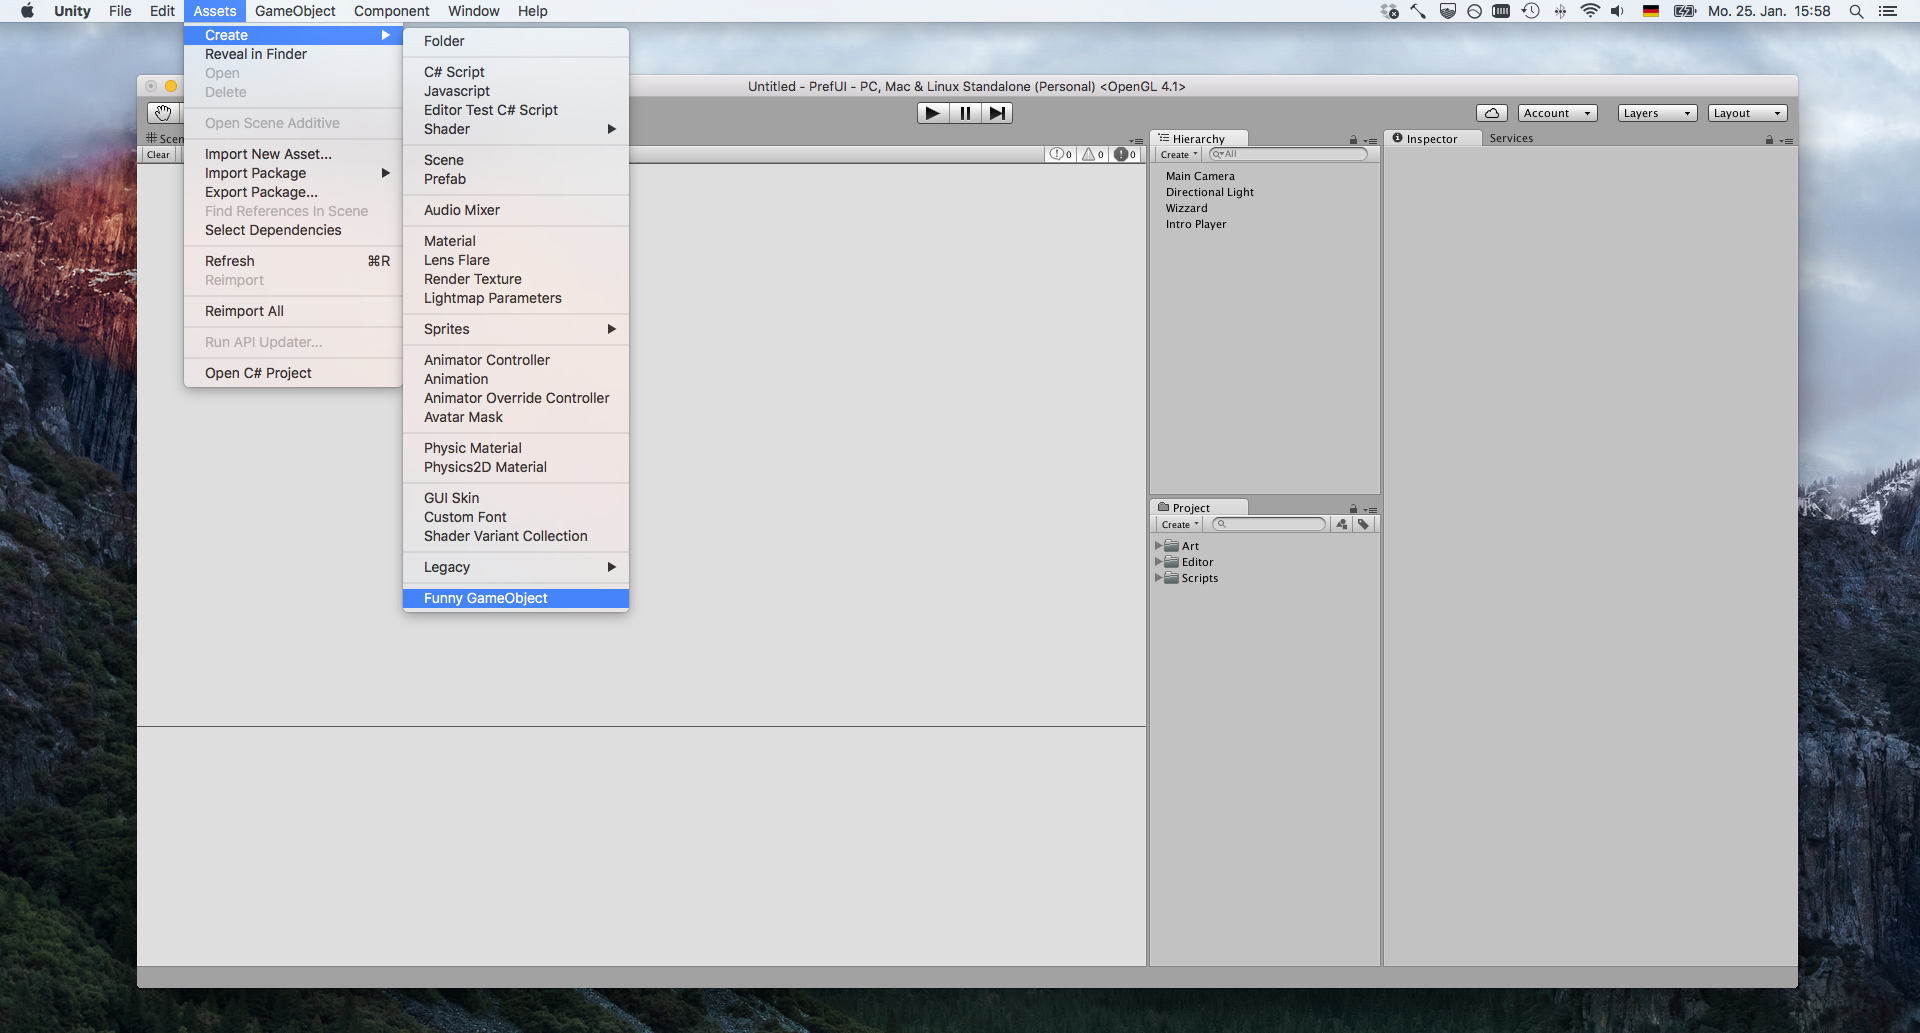 Unity File Edit Assets GameObject Component Window Help Mo. 25. Jan. 15:58
Create
Reveal in Finder
Open
Delete
Open Scene Additive
Import New Asset...
Import Package
Export Package...
Find References In Scene
Select Dependencies
Refresh ⌘R
Reimport
Reimport All
Run API Updater...
Open C# Project
Folder
C# Script
Javascript
Editor Test C# Script
Shader
Scene
Prefab
Audio Mixer
Material
Lens Flare
Render Texture
Lightmap Parameters
Sprites
Animator Controller
Animation
Animator Override Controller
Avatar Mask
Physic Material
Physics2D Material
GUI Skin
Custom Font
Shader Variant Collection
Legacy
Funny GameObject
Untitled - PrefUI - PC, Mac & Linux Standalone (Personal) <OpenGL 4.1>
Account Layers Layout
Scen
Clear
0 0 0
Hierarchy
Create All
Main Camera
Directional Light
Wizzard
Intro Player
Project
Create
Art
Editor
Scripts
Inspector Services